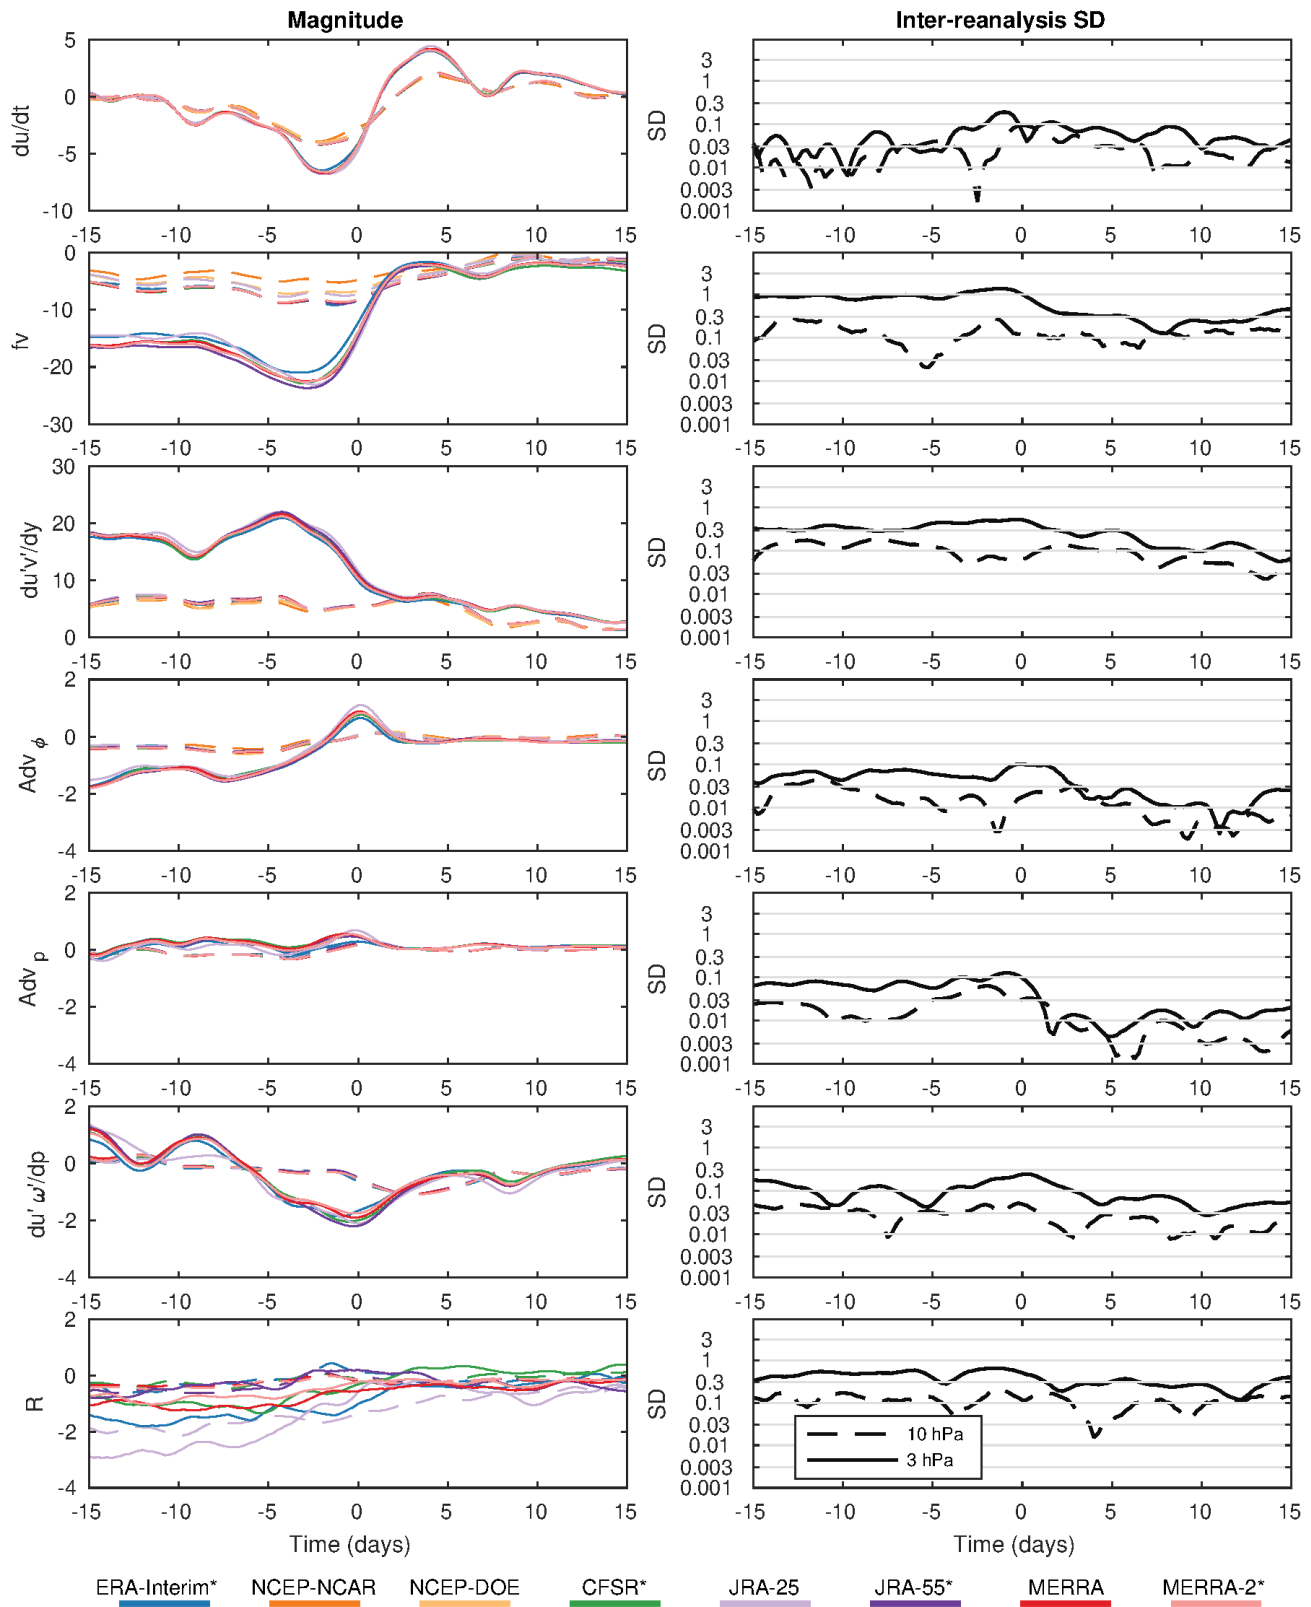 Magnitude
Inter-reanalysis SD
du/dt
5
0
-5
-10
-15 -10 -5 0 5 10 15
SD
3
1
0.3
0.1
0.03
0.01
0.003
0.001
-15 -10 -5 0 5 10 15
fv
0
-10
-20
-30
-15 -10 -5 0 5 10 15
SD
3
1
0.3
0.1
0.03
0.01
0.003
0.001
-15 -10 -5 0 5 10 15
du'v'/dy
30
20
10
0
-15 -10 -5 0 5 10 15
SD
3
1
0.3
0.1
0.03
0.01
0.003
0.001
-15 -10 -5 0 5 10 15
Adv ϕ
2
0
-2
-4
-15 -10 -5 0 5 10 15
SD
3
1
0.3
0.1
0.03
0.01
0.003
0.001
-15 -10 -5 0 5 10 15
Adv p
2
0
-2
-4
-15 -10 -5 0 5 10 15
SD
3
1
0.3
0.1
0.03
0.01
0.003
0.001
-15 -10 -5 0 5 10 15
du' ω'/dp
2
0
-2
-4
-15 -10 -5 0 5 10 15
SD
3
1
0.3
0.1
0.03
0.01
0.003
0.001
-15 -10 -5 0 5 10 15
R
2
0
-2
-4
-15 -10 -5 0 5 10 15
Time (days)
SD
3
1
0.3
0.1
0.03
0.01
0.003
0.001
10 hPa
3 hPa
-15 -10 -5 0 5 10 15
Time (days)
ERA-Interim* NCEP-NCAR NCEP-DOE CFSR* JRA-25 JRA-55* MERRA MERRA-2*